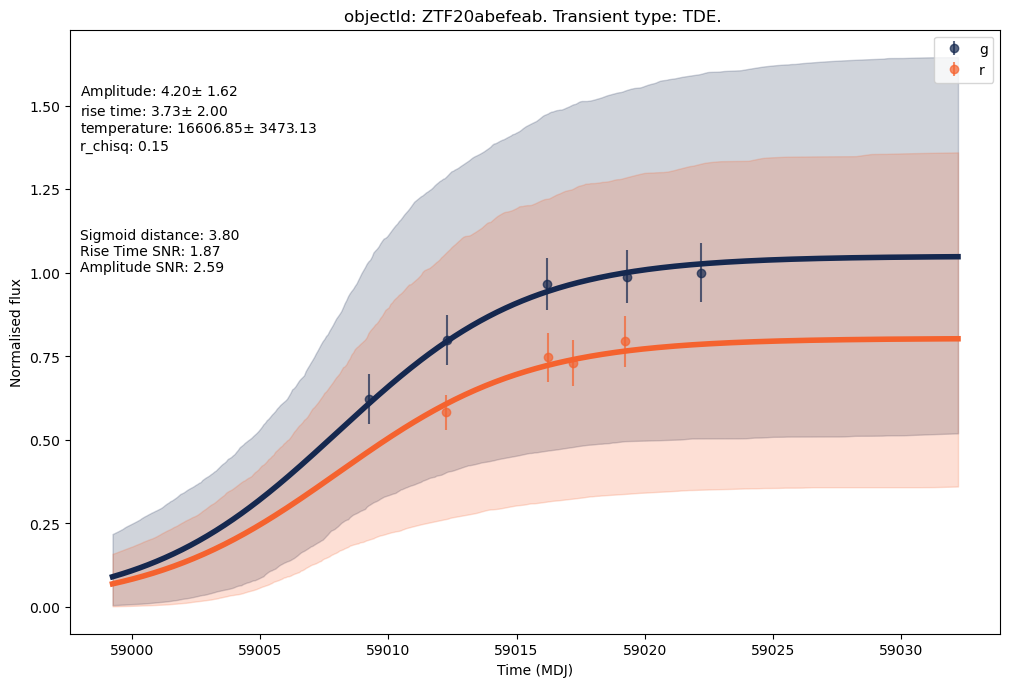 objectId: ZTF20abefeab. Transient type: TDE.
g
r
Amplitude: 4.20± 1.62
rise time: 3.73± 2.00
temperature: 16606.85± 3473.13
r_chisq: 0.15
Sigmoid distance: 3.80
Rise Time SNR: 1.87
Amplitude SNR: 2.59
Normalised flux
1.50
1.25
1.00
0.75
0.50
0.25
0.00
59000 59005 59010 59015 59020 59025 59030
Time (MDJ)